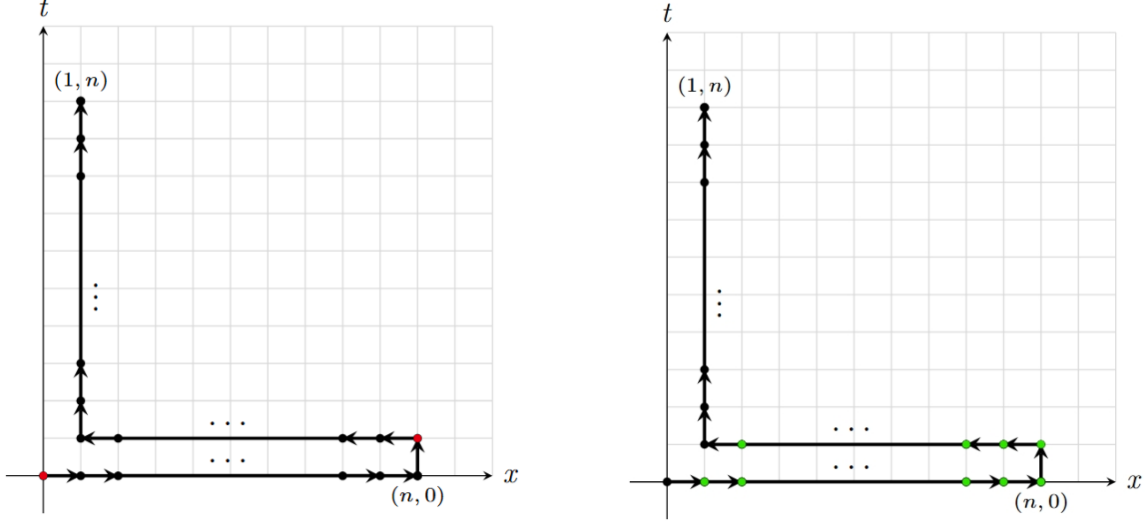 t
(1, n)
⋮
· · ·
· · ·
x
(n, 0)
t
(1, n)
⋮
· · ·
· · ·
x
(n, 0)